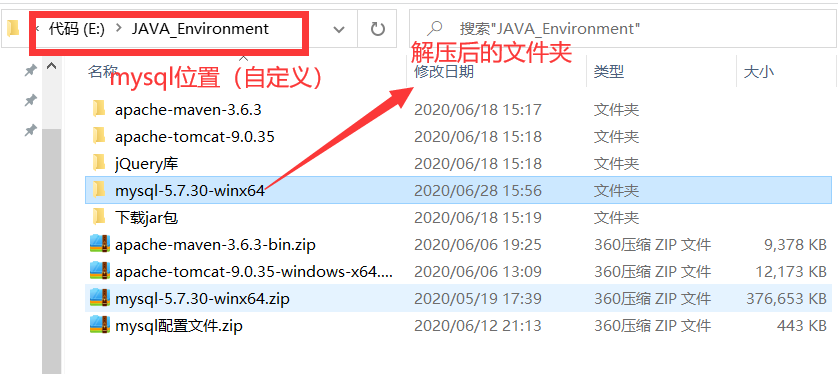 代码 (E:) > JAVA_Environment
搜索"JAVA_Environment"
mysql位置（自定义）
解压后的文件夹
名称 修改日期 类型 大小
apache-maven-3.6.3 2020/06/18 15:17 文件夹
apache-tomcat-9.0.35 2020/06/18 15:18 文件夹
jQuery库 2020/06/18 15:18 文件夹
mysql-5.7.30-winx64 2020/06/28 15:56 文件夹
下载jar包 2020/06/18 15:19 文件夹
apache-maven-3.6.3-bin.zip 2020/06/06 19:25 360压缩 ZIP 文件 9,378 KB
apache-tomcat-9.0.35-windows-x64.... 2020/06/06 13:09 360压缩 ZIP 文件 12,173 KB
mysql-5.7.30-winx64.zip 2020/05/19 17:39 360压缩 ZIP 文件 376,653 KB
mysql配置文件.zip 2020/06/12 21:13 360压缩 ZIP 文件 443 KB